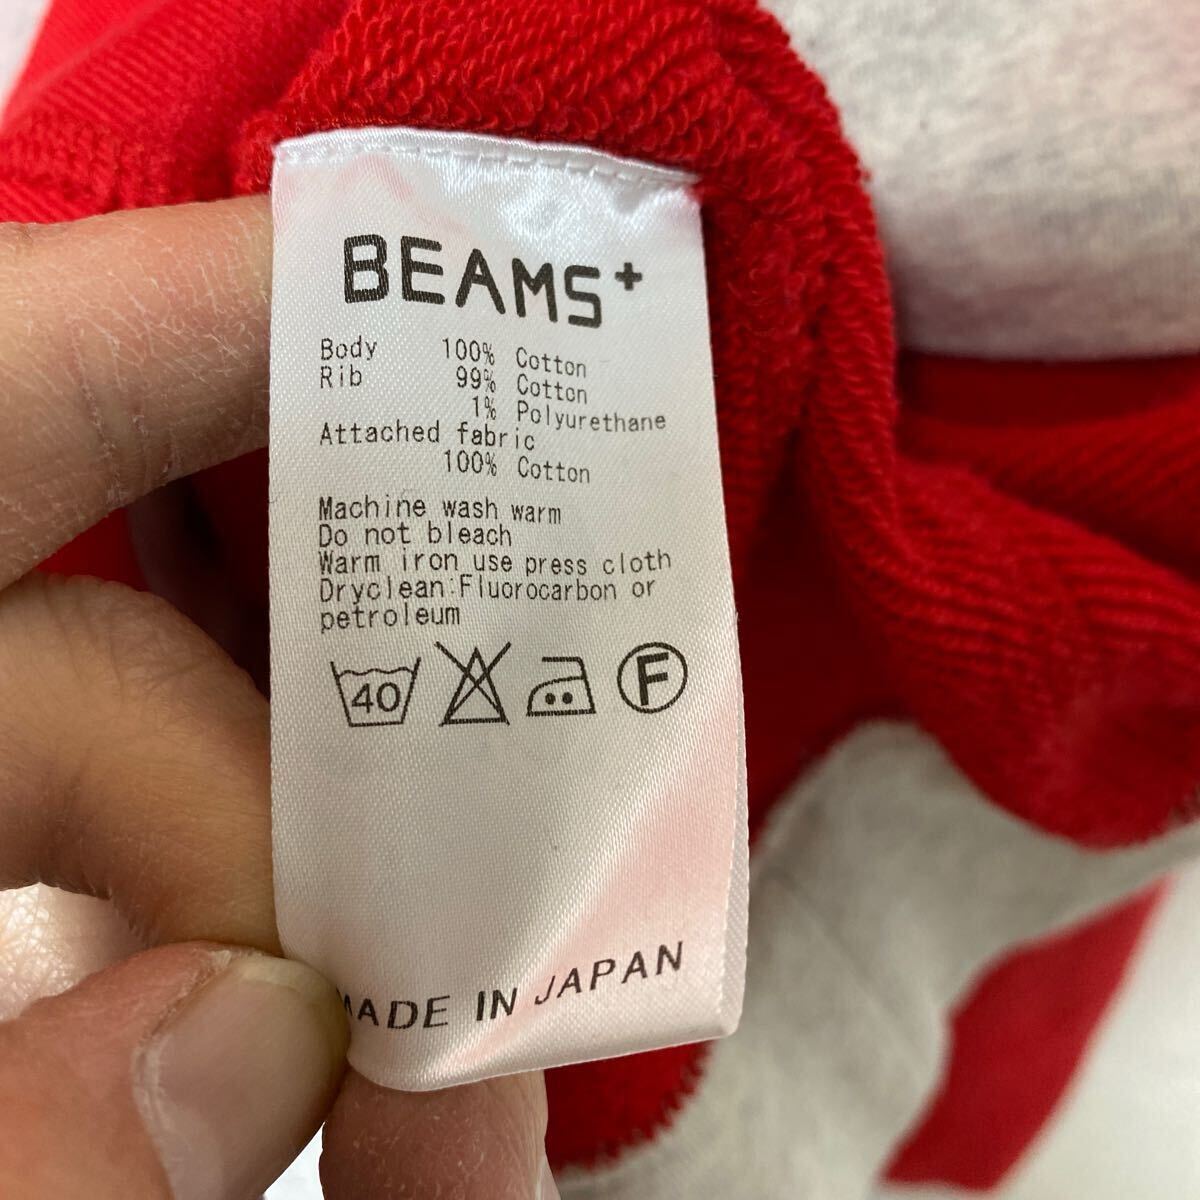 BEAMS+
Body 100% Cotton
Rib 99% Cotton
1% Polyurethane
Attached fabric
100% Cotton
Machine wash warm
Do not bleach
Warm iron use press cloth
Dryclean:Fluorocarbon or
petroleum
40 F
MADE IN JAPAN